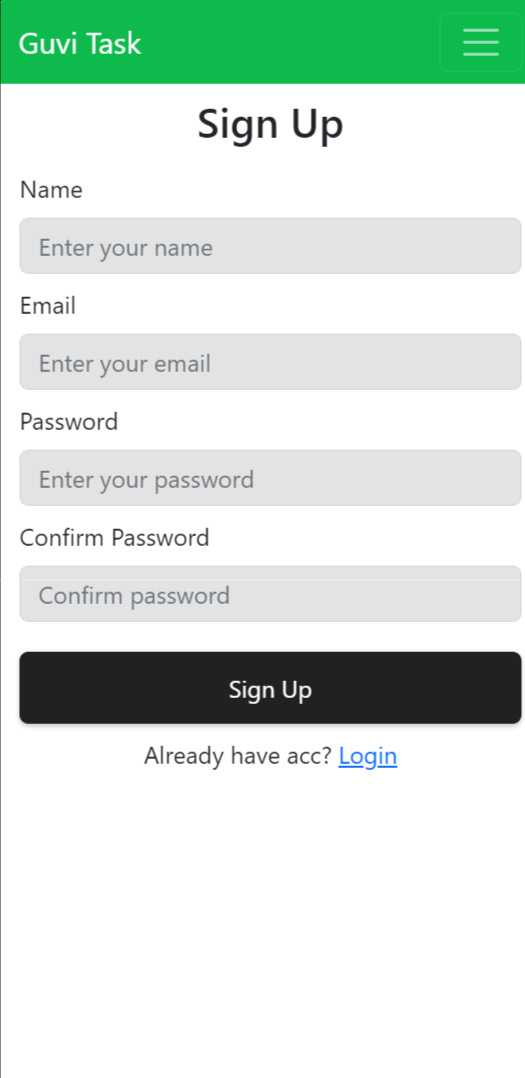 Guvi Task
Sign Up
Name
Enter your name
Email
Enter your email
Password
Enter your password
Confirm Password
Confirm password
Sign Up
Already have acc? Login